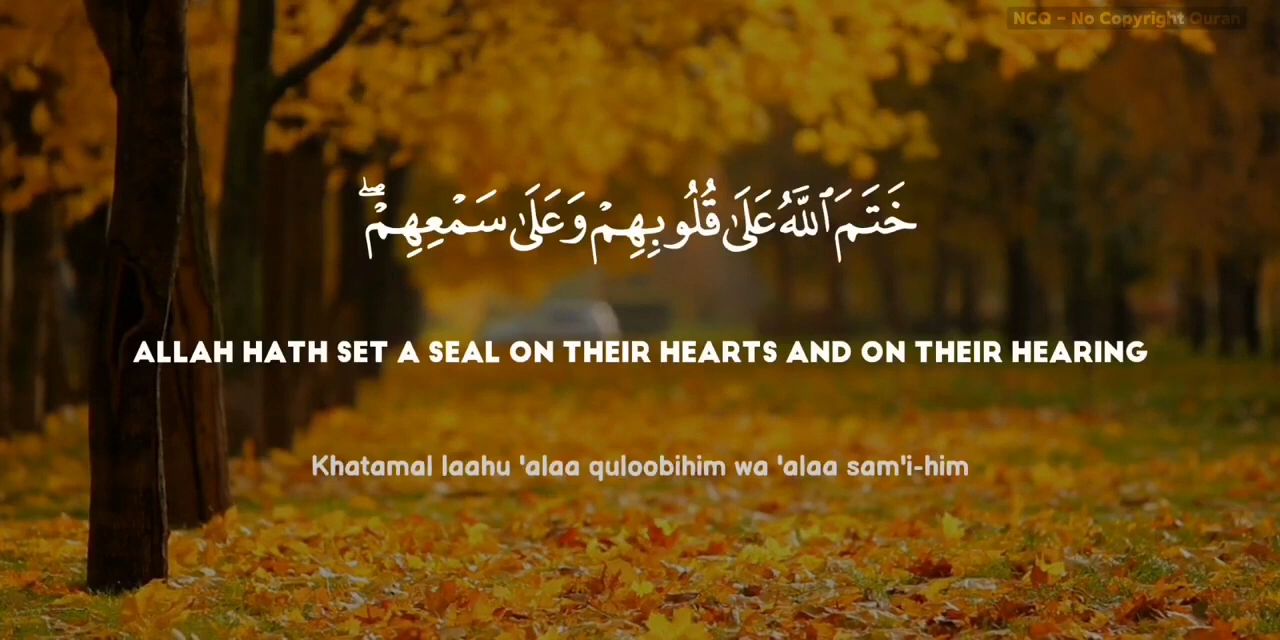 NCQ - No Copyright Quran
خَتَمَ ٱللَّهُ عَلَىٰ قُلُوبِهِمْ وَعَلَىٰ سَمْعِهِمْ ۖ
ALLAH HATH SET A SEAL ON THEIR HEARTS AND ON THEIR HEARING
Khatamal laahu 'alaa quloobihim wa 'alaa sam'i-him